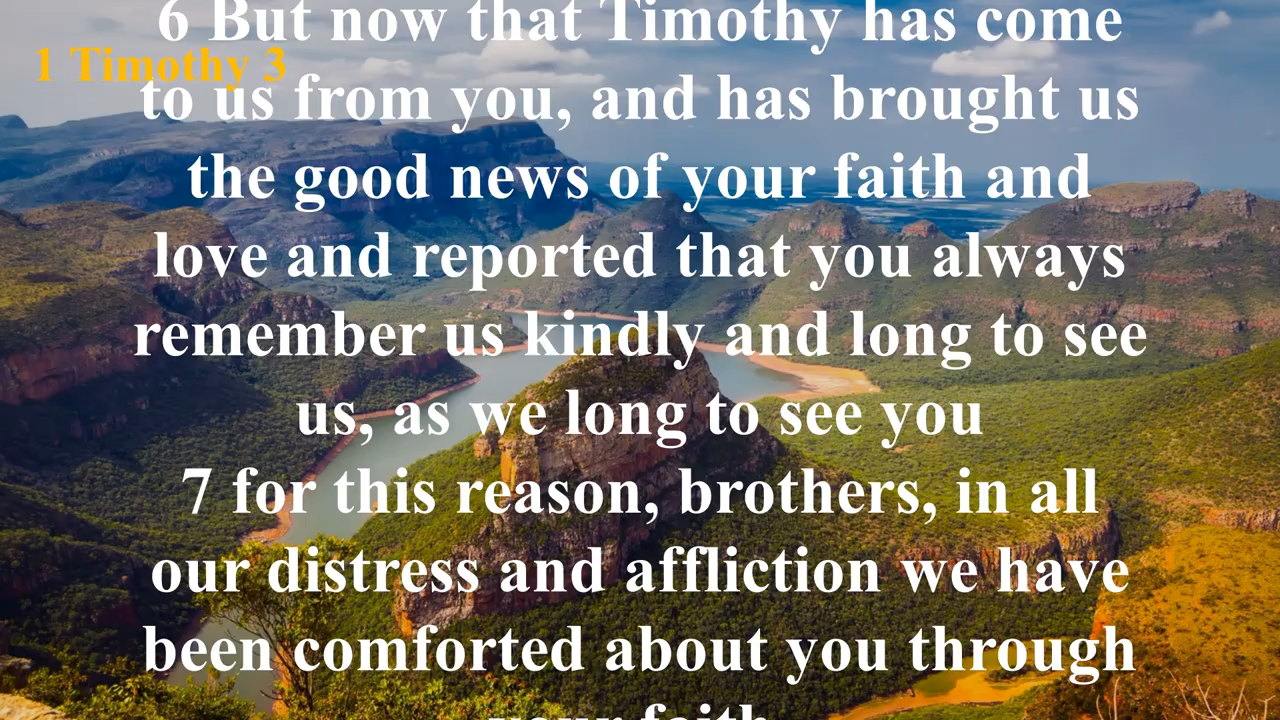 6 But now that Timothy has come
1 Timothy 3
to us from you, and has brought us
the good news of your faith and
love and reported that you always
remember us kindly and long to see
us, as we long to see you
7 for this reason, brothers, in all
our distress and affliction we have
been comforted about you through
your faith